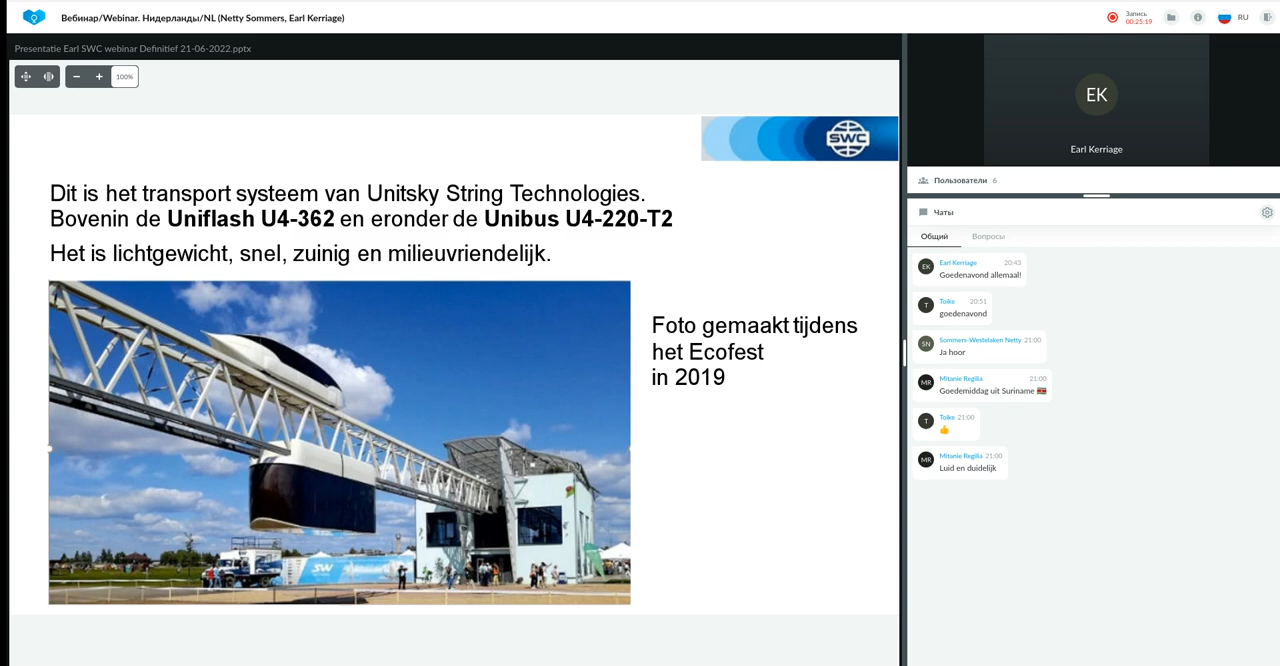 Вебинар/Webinar. Нидерланды/NL (Netty Sommers, Earl Kerriage)
Запись
00:25:19
RU
Presentatie Earl SWC webinar Definitief 21-06-2022.pptx
100%
SWC
Dit is het transport systeem van Unitsky String Technologies.
Bovenin de Uniflash U4-362 en eronder de Unibus U4-220-T2
Het is lichtgewicht, snel, zuinig en milieuvriendelijk.
Foto gemaakt tijdens
het Ecofest
in 2019
SW
EK
Earl Kerriage
Пользователи 6
Чаты
Общий Вопросы
EK Earl Kerriage 20:43
Goedenavond allemaal!
T Toike 20:51
goedenavond
SN Sommers-Westelaken Netty 21:00
Ja hoor
MR Mitanie Regilia 21:00
Goedemiddag uit Suriname 🇸🇷
T Toike 21:00
👍
MR Mitanie Regilia 21:00
Luid en duidelijk